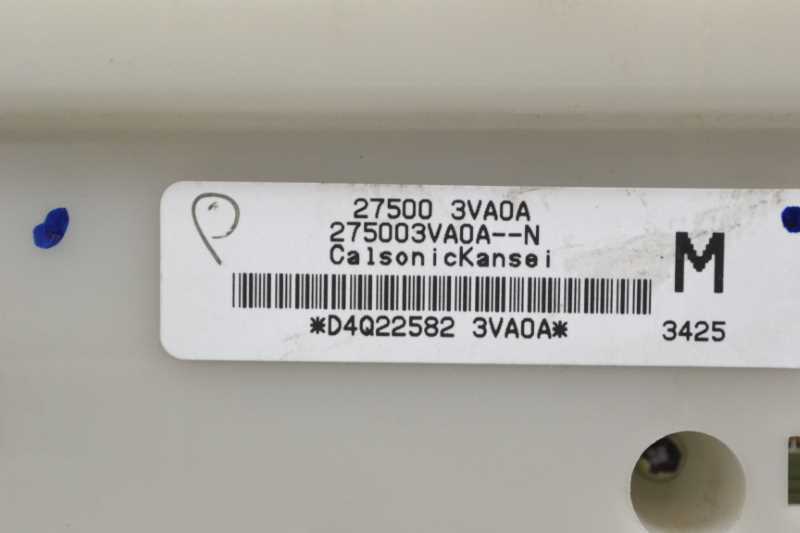 P
27500 3VA0A
275003VA0A--N
CalsonicKansei
M
*D4Q22582 3VA0A*
3425